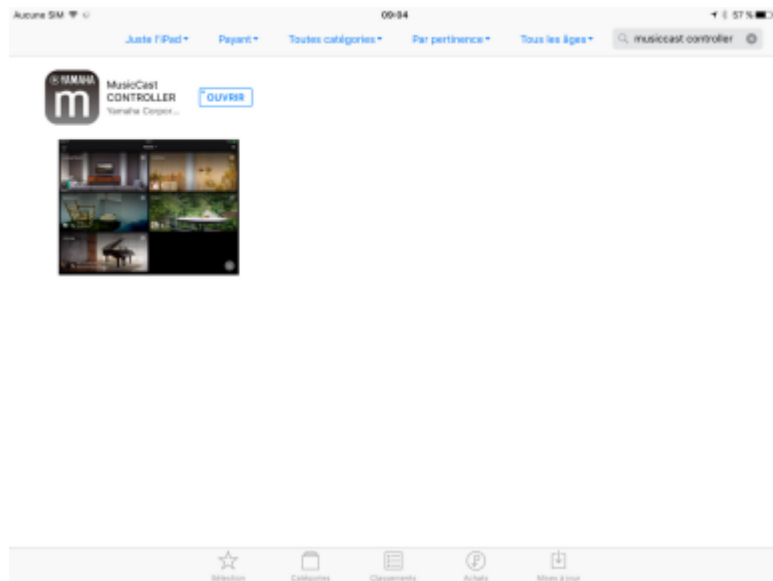 Aucune SIM
09:04
57 %
Juste l'iPad
Payant
Toutes catégories
Par pertinence
Tous les âges
musiccast controller
YAMAHA
m
MusicCast
CONTROLLER
Yamaha Corpor...
OUVRIR
Sélection
Catégories
Classements
Achats
Mises à jour